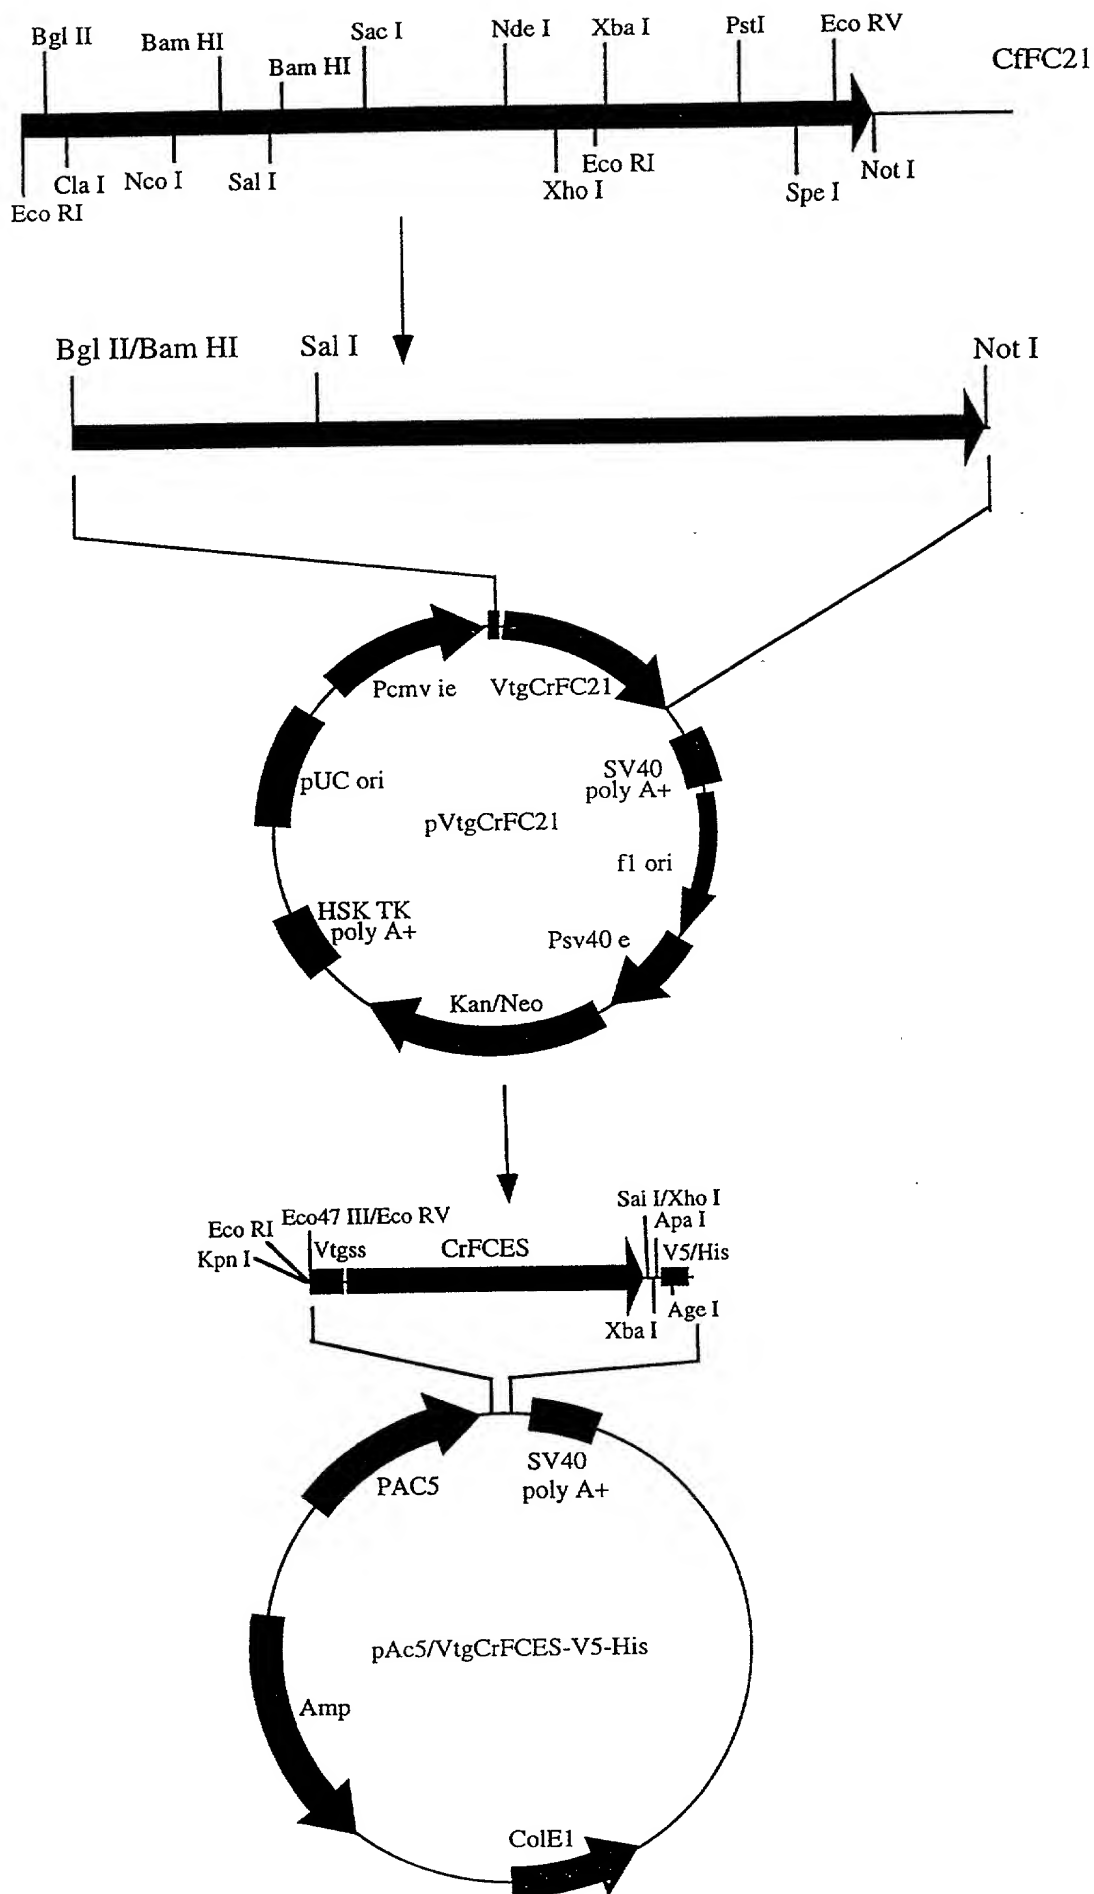 Bgl II
Bam HI
Bam HI
Sac I
Nde I
Xba I
PstI
Eco RV
CfFC21
Eco RI
Cla I
Nco I
Sal I
Xho I
Eco RI
Spe I
Not I
Bgl II/Bam HI
Sal I
Not I
Pcmv ie
VtgCrFC21
pUC ori
SV40
poly A+
pVtgCrFC21
f1 ori
HSK TK
poly A+
Psv40 e
Kan/Neo
Sai I/Xho I
Eco47 III/Eco RV
Apa I
Eco RI
Kpn I
Vtgss
CrFCES
V5/His
Age I
Xba I
PAC5
SV40
poly A+
pAc5/VtgCrFCES-V5-His
Amp
ColE1